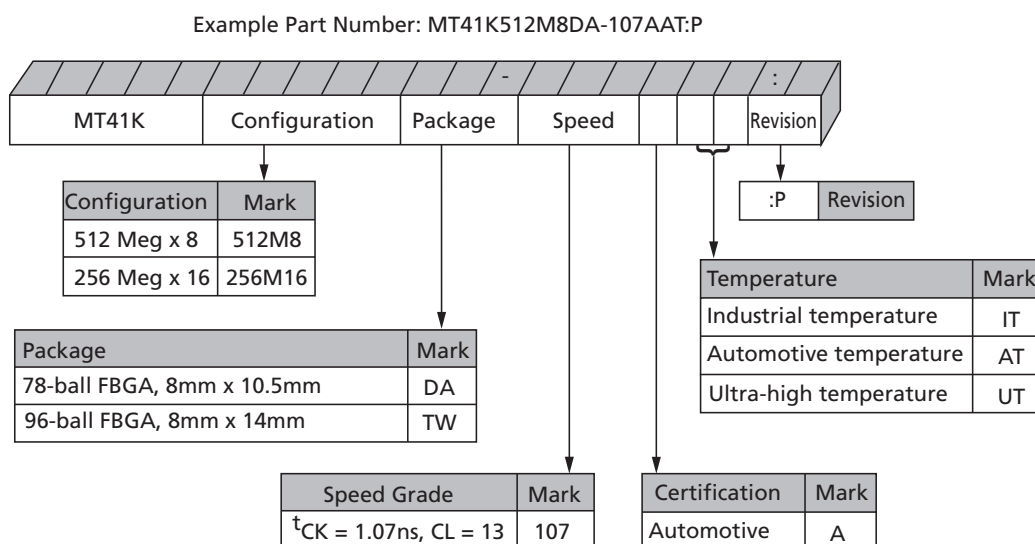 Example Part Number: MT41K512M8DA-107AAT:P
- :
MT41K Configuration Package Speed Revision
Configuration Mark
512 Meg x 8 512M8
256 Meg x 16 256M16
:P Revision
Package Mark
78-ball FBGA, 8mm x 10.5mm DA
96-ball FBGA, 8mm x 14mm TW
Temperature Mark
Industrial temperature IT
Automotive temperature AT
Ultra-high temperature UT
Speed Grade Mark
tCK = 1.07ns, CL = 13 107
Certification Mark
Automotive A